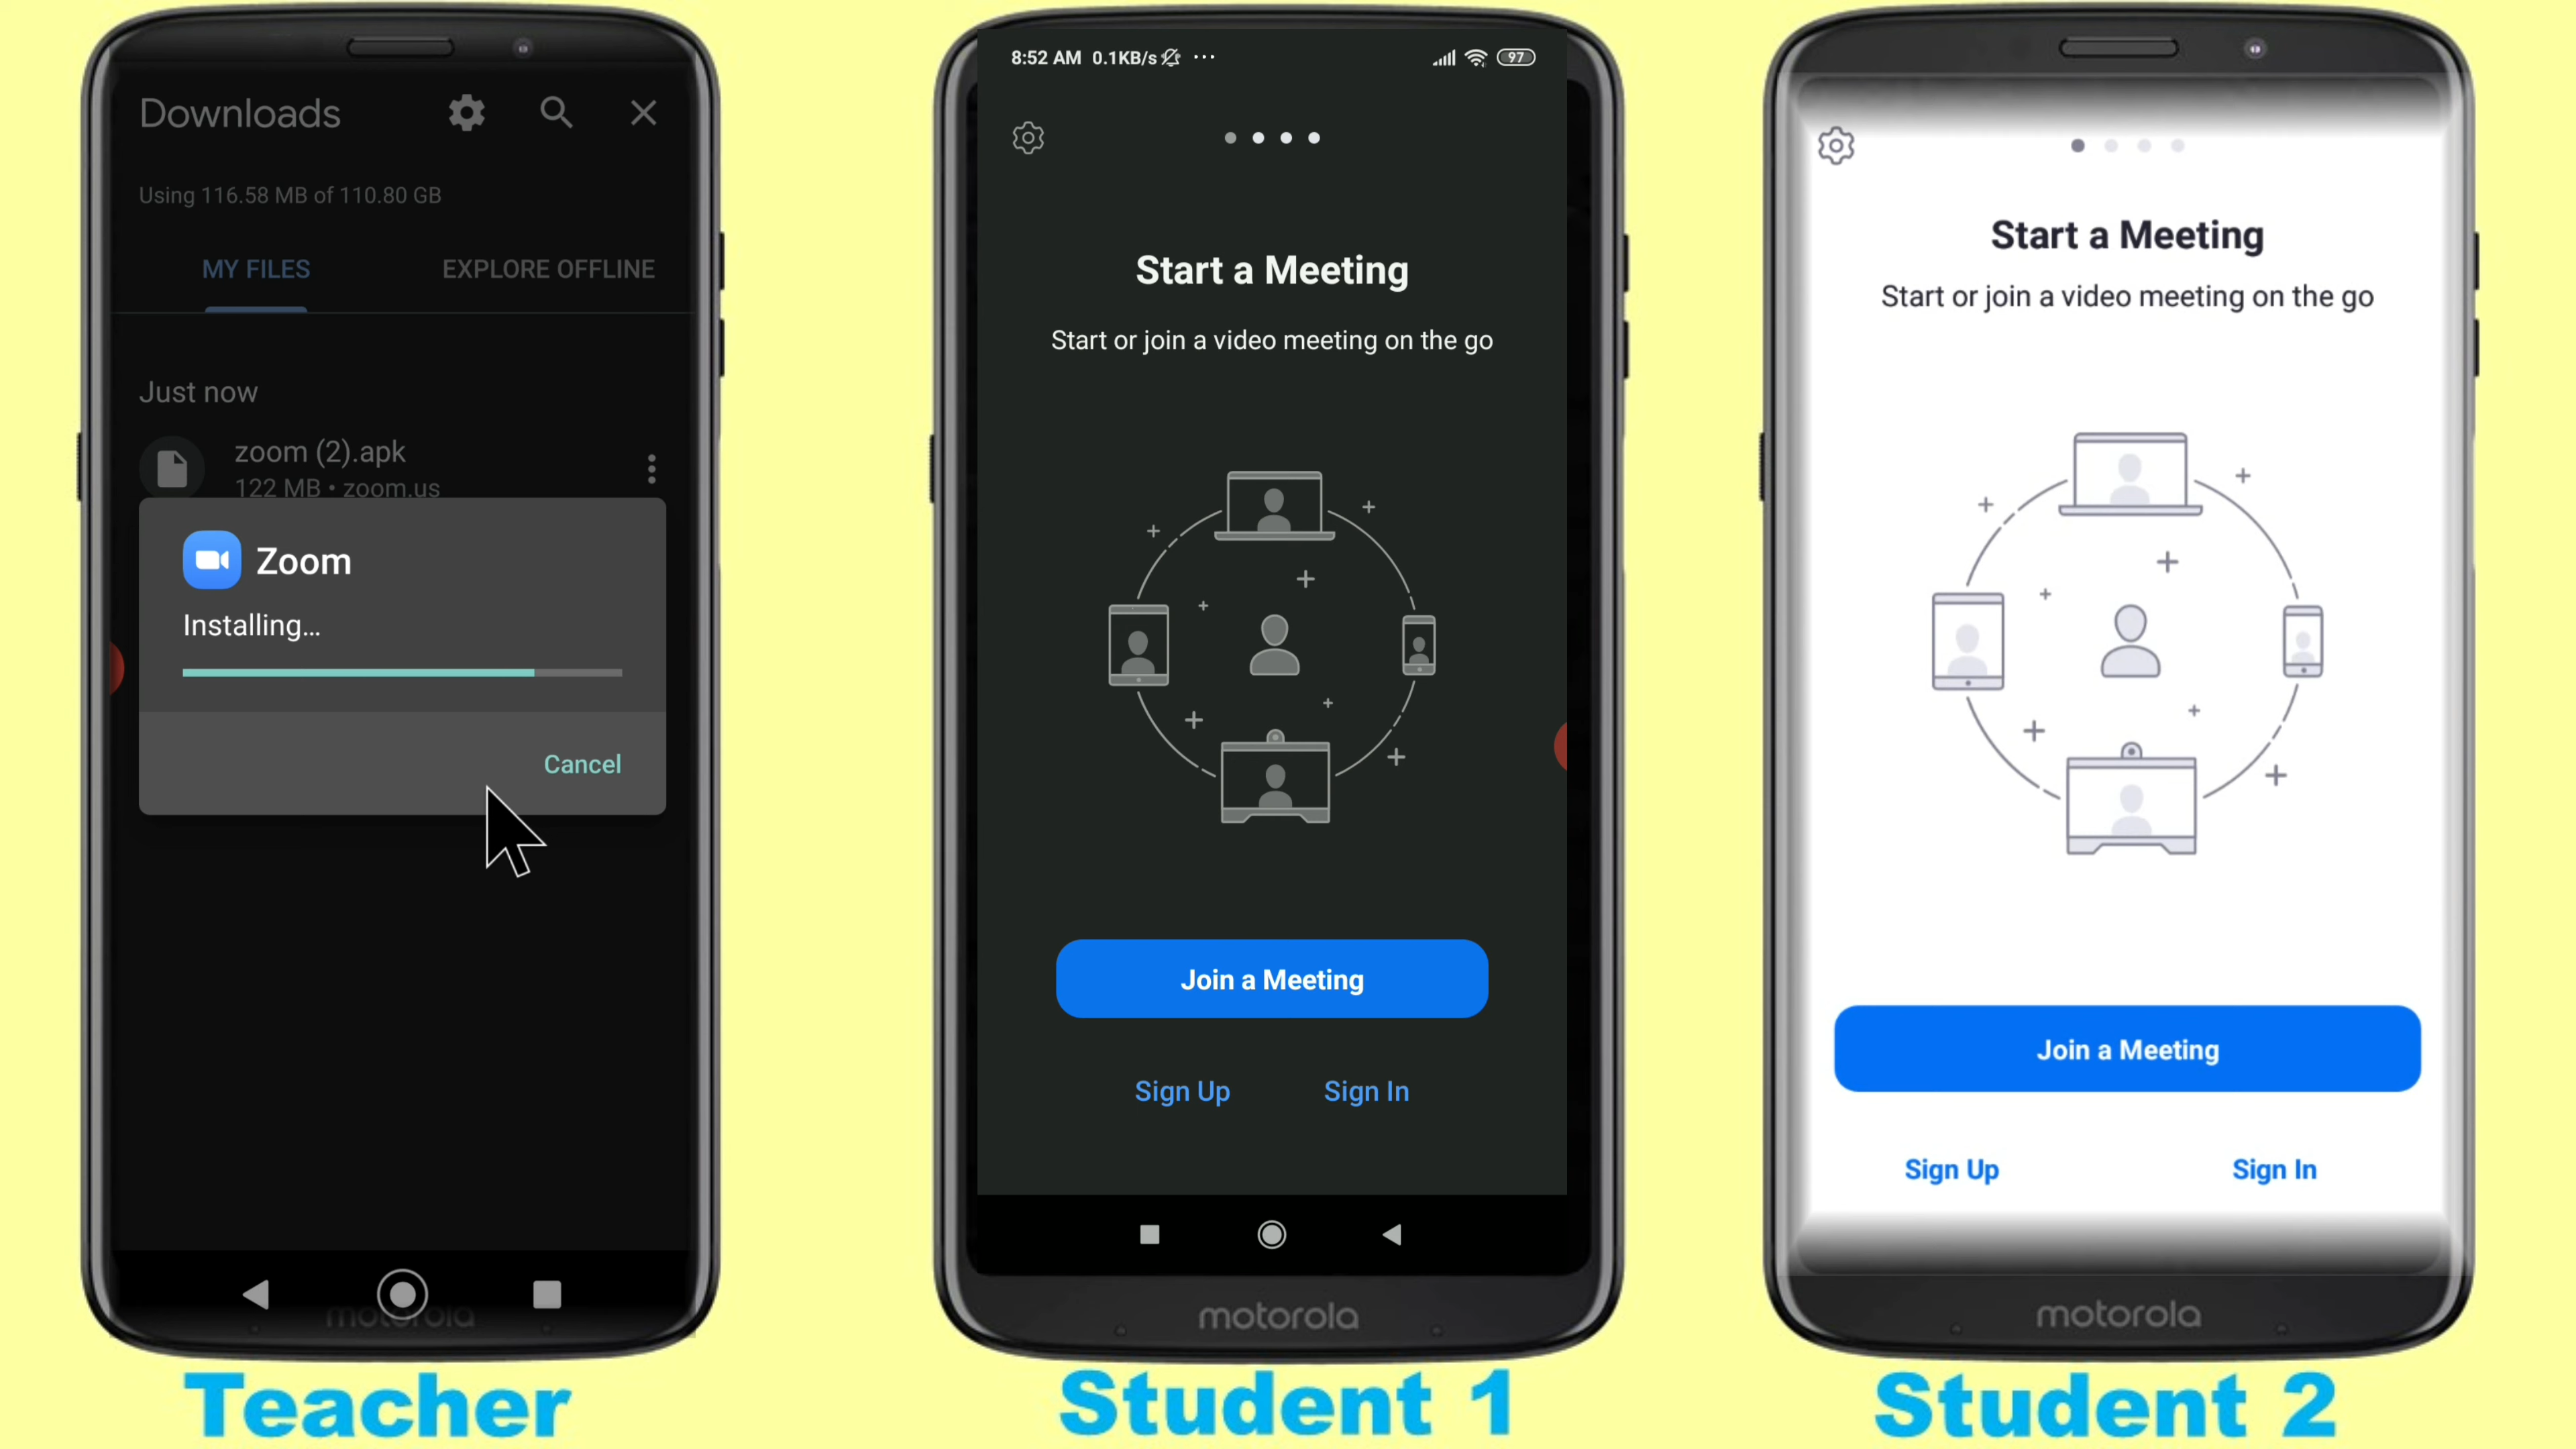 Downloads
Using 116.58 MB of 110.80 GB
MY FILES
EXPLORE OFFLINE
Just now
zoom (2).apk
122 MB • zoom.us
Zoom
Installing...
Cancel
motorola
Teacher
8:52 AM 0.1KB/s ··· 97
Start a Meeting
Start or join a video meeting on the go
Join a Meeting
Sign Up
Sign In
motorola
Student 1
Start a Meeting
Start or join a video meeting on the go
Join a Meeting
Sign Up
Sign In
motorola
Student 2